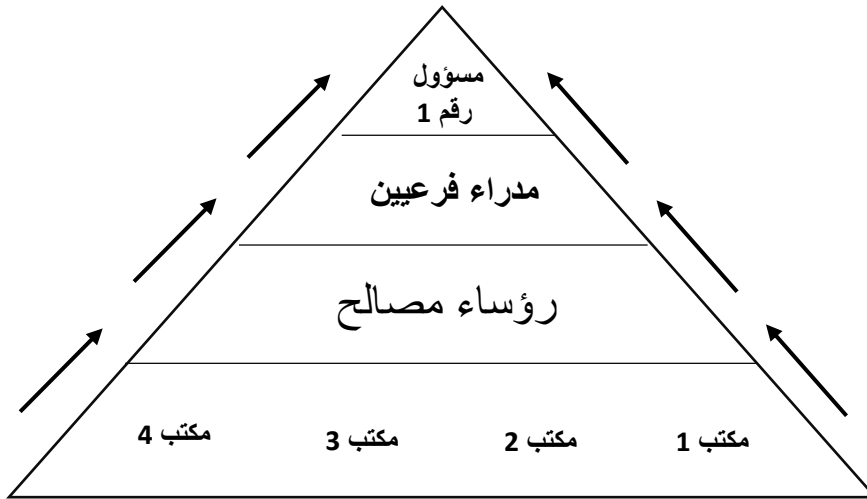 مسؤول
رقم 1
مدراء فرعيين
رؤساء مصالح
مكتب 1 مكتب 2 مكتب 3 مكتب 4